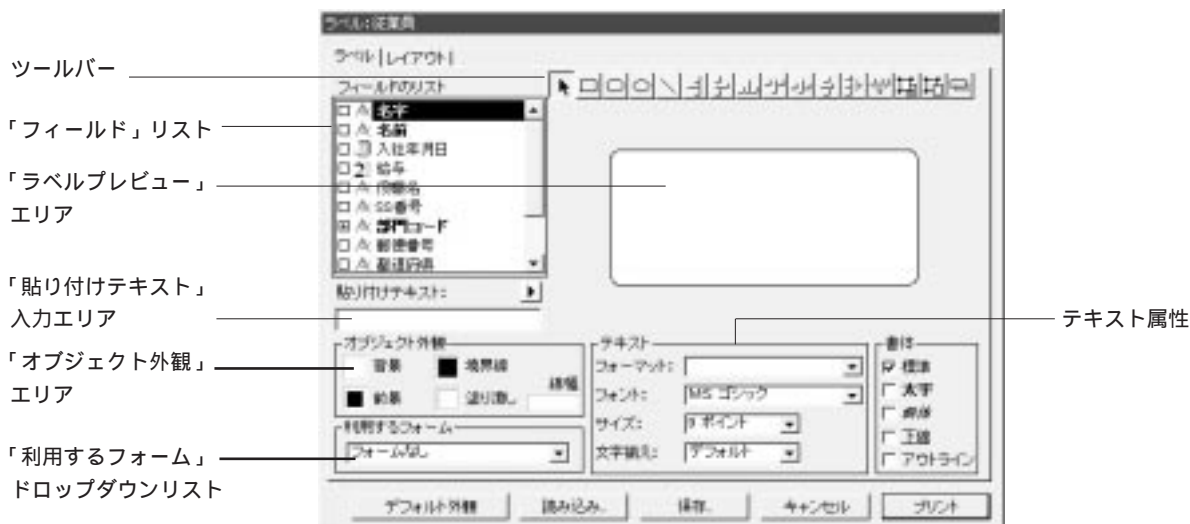 ラベル:従業員
ラベル
レイアウト
ツールバー
フィールドのリスト
「フィールド」リスト
名字
名前
入社年月日
給与
役職名
SS番号
部門コード
郵便番号
都道府県
「ラベルプレビュー」
エリア
貼り付けテキスト:
「貼り付けテキスト」
入力エリア
テキスト属性
オブジェクト外観
背景
境界線
前景
塗り潰し
線幅
「オブジェクト外観」
エリア
テキスト
フォーマット:
フォント: MS ゴシック
サイズ: 9 ポイント
文字揃え: デフォルト
書体
標準
太字
斜体
下線
アウトライン
利用するフォーム
フォームなし
「利用するフォーム」
ドロップダウンリスト
デフォルト外観
読み込み...
保存...
キャンセル
プリント